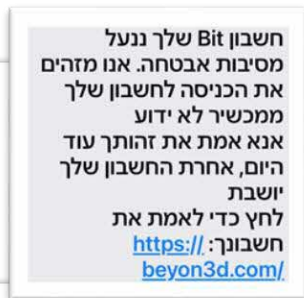 חשבון Bit שלך ננעל
מסיבות אבטחה. אנו מזהים
את הכניסה לחשבון שלך
ממכשיר לא ידוע
אנא אמת את זהותך עוד
היום, אחרת החשבון שלך
יושבת
לחץ כדי לאמת את
חשבונך: https://
beyon3d.com/